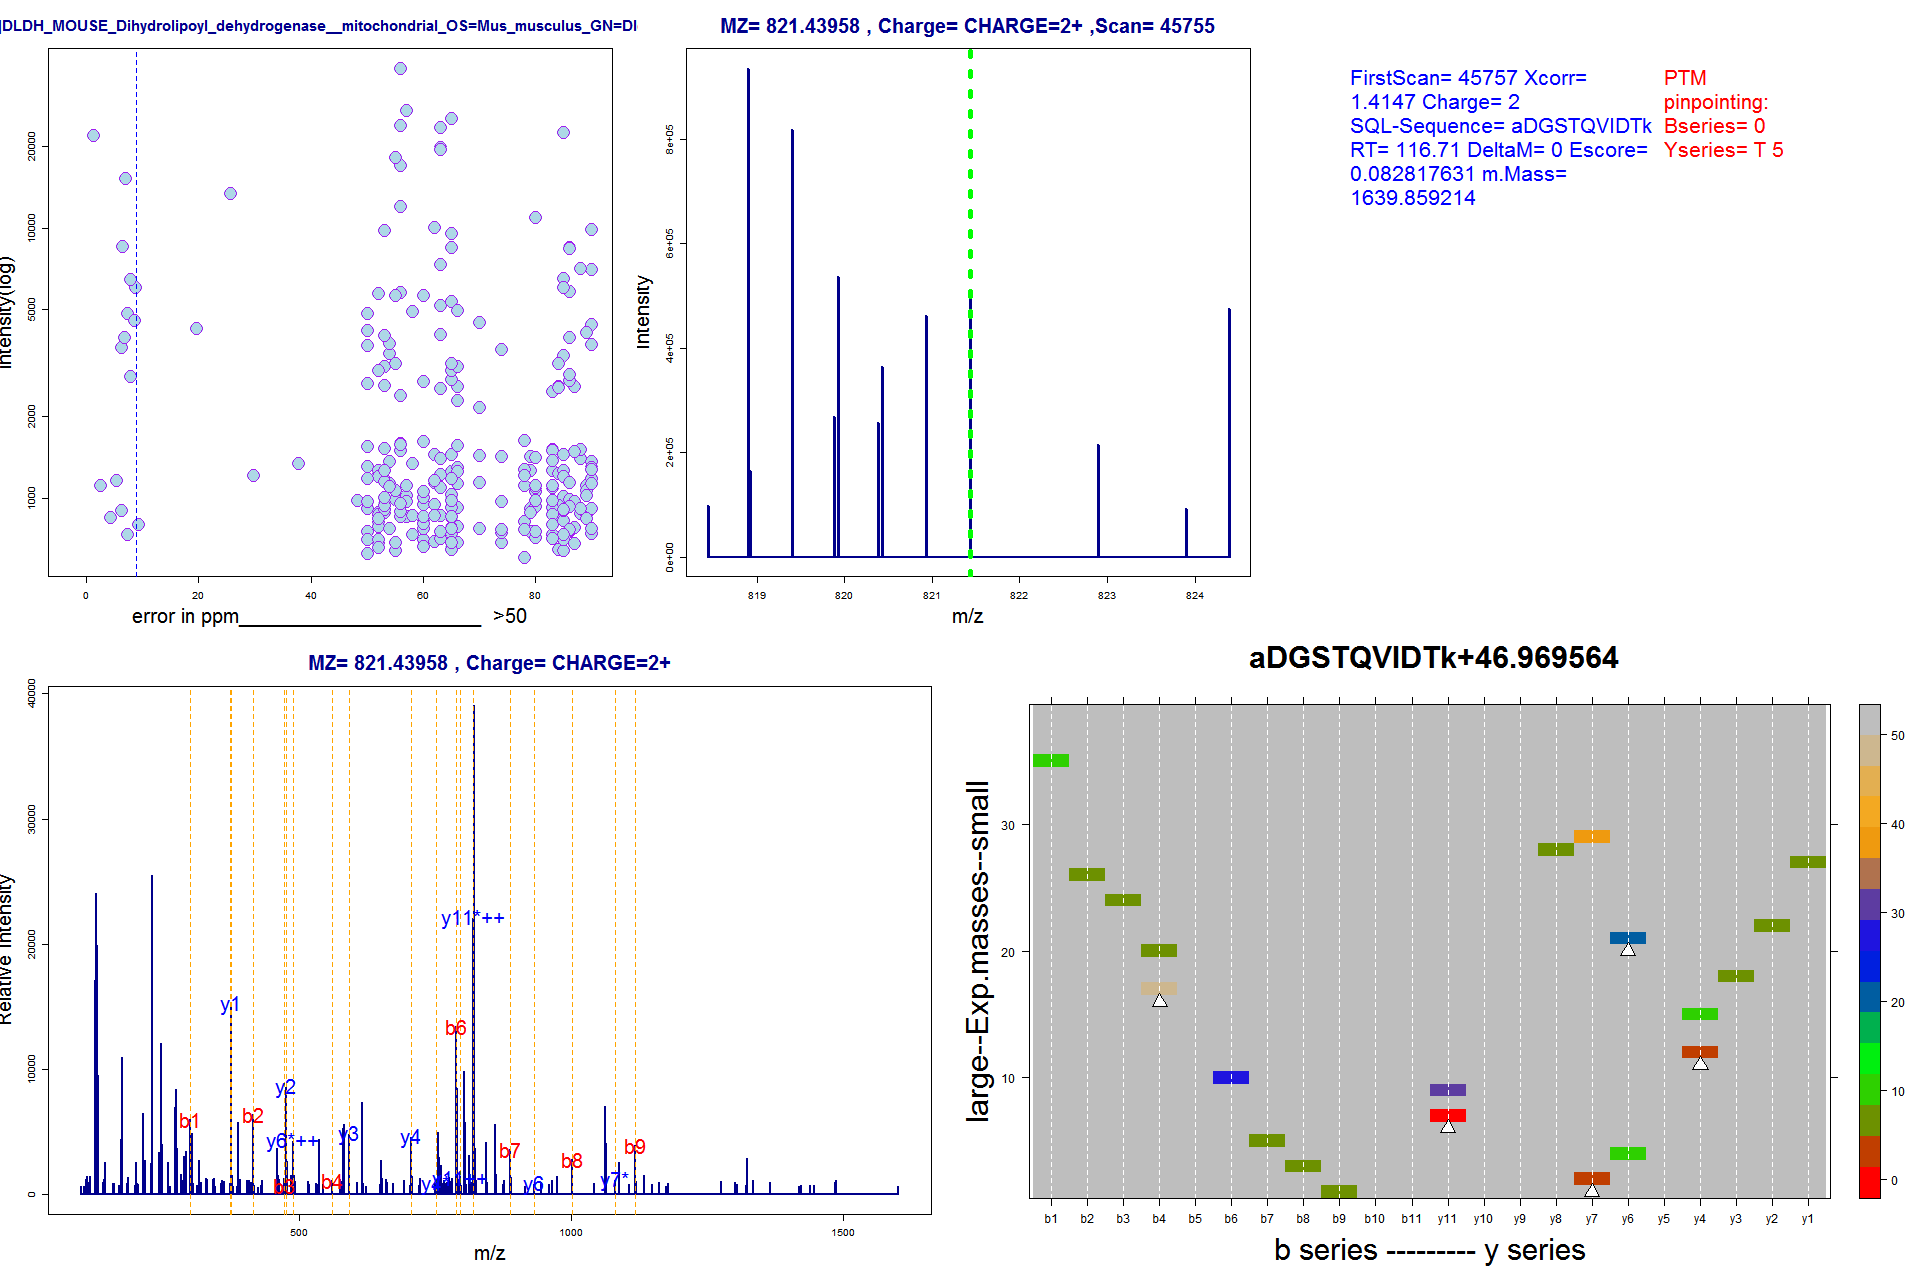 |DLDH_MOUSE_Dihydrolipoyl_dehydrogenase__mitochondrial_OS=Mus_musculus_GN=Dl
Intensity(log)
1000
2000
5000
10000
20000
0
20
40
60
80
error in ppm______________________ >50
MZ= 821.43958 , Charge= CHARGE=2+ ,Scan= 45755
Intensity
0e+00
2e+05
4e+05
6e+05
8e+05
819
820
821
822
823
824
m/z
FirstScan= 45757 Xcorr=
1.4147 Charge= 2
SQL-Sequence= aDGSTQVIDTk
RT= 116.71 DeltaM= 0 Escore=
0.082817631 m.Mass=
1639.859214
PTM
pinpointing:
Bseries= 0
Yseries= T 5
MZ= 821.43958 , Charge= CHARGE=2+
Relative Intensity
0
10000
20000
30000
40000
y11*++
y1
b6
y2
b1
b2
y6*++
y3
y4
b7
b8
b9
b3
b4
y6
y7*
500
1000
1500
m/z
aDGSTQVIDTk+46.969564
large--Exp.masses--small
10
20
30
b1
b2
b3
b4
b5
b6
b7
b8
b9
b10
b11
y11
y10
y9
y8
y7
y6
y5
y4
y3
y2
y1
b series --------- y series
0
10
20
30
40
50